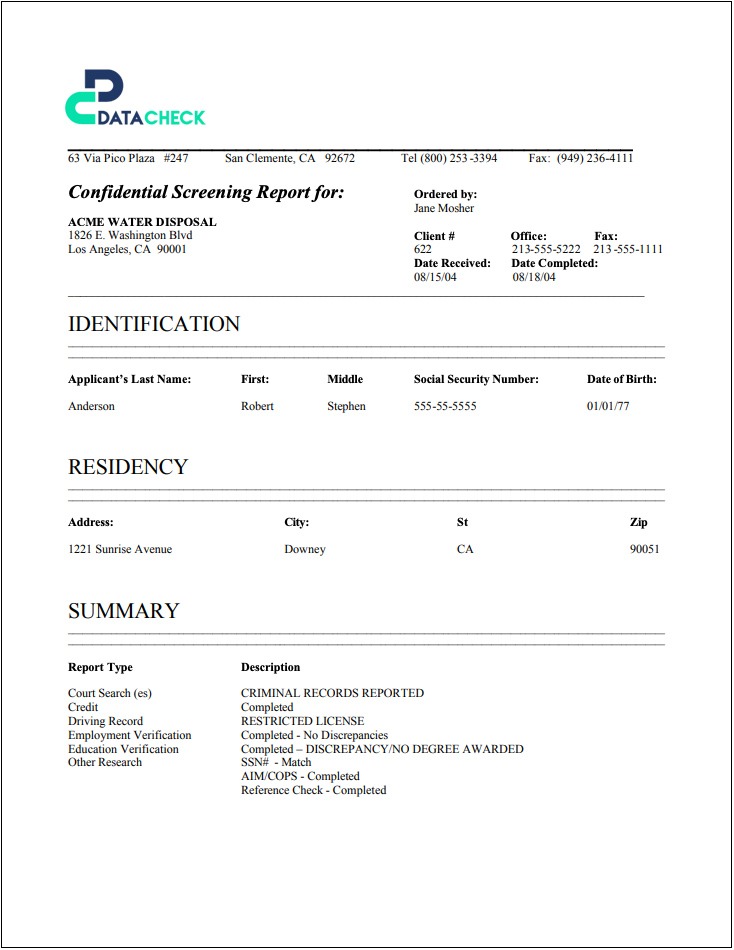 DATACHECK
63 Via Pico Plaza #247 San Clemente, CA 92672 Tel (800) 253-3394 Fax: (949) 236-4111
Confidential Screening Report for:
Ordered by:
Jane Mosher
ACME WATER DISPOSAL
1826 E. Washington Blvd
Los Angeles, CA 90001
Client # Office: Fax:
622 213-555-5222 213-555-1111
Date Received: Date Completed:
08/15/04 08/18/04
IDENTIFICATION
Applicant's Last Name: First: Middle Social Security Number: Date of Birth:
Anderson Robert Stephen 555-55-5555 01/01/77
RESIDENCY
Address: City: St Zip
1221 Sunrise Avenue Downey CA 90051
SUMMARY
Report Type Description
Court Search (es) CRIMINAL RECORDS REPORTED
Credit Completed
Driving Record RESTRICTED LICENSE
Employment Verification Completed - No Discrepancies
Education Verification Completed – DISCREPANCY/NO DEGREE AWARDED
Other Research SSN# - Match
AIM/COPS - Completed
Reference Check - Completed